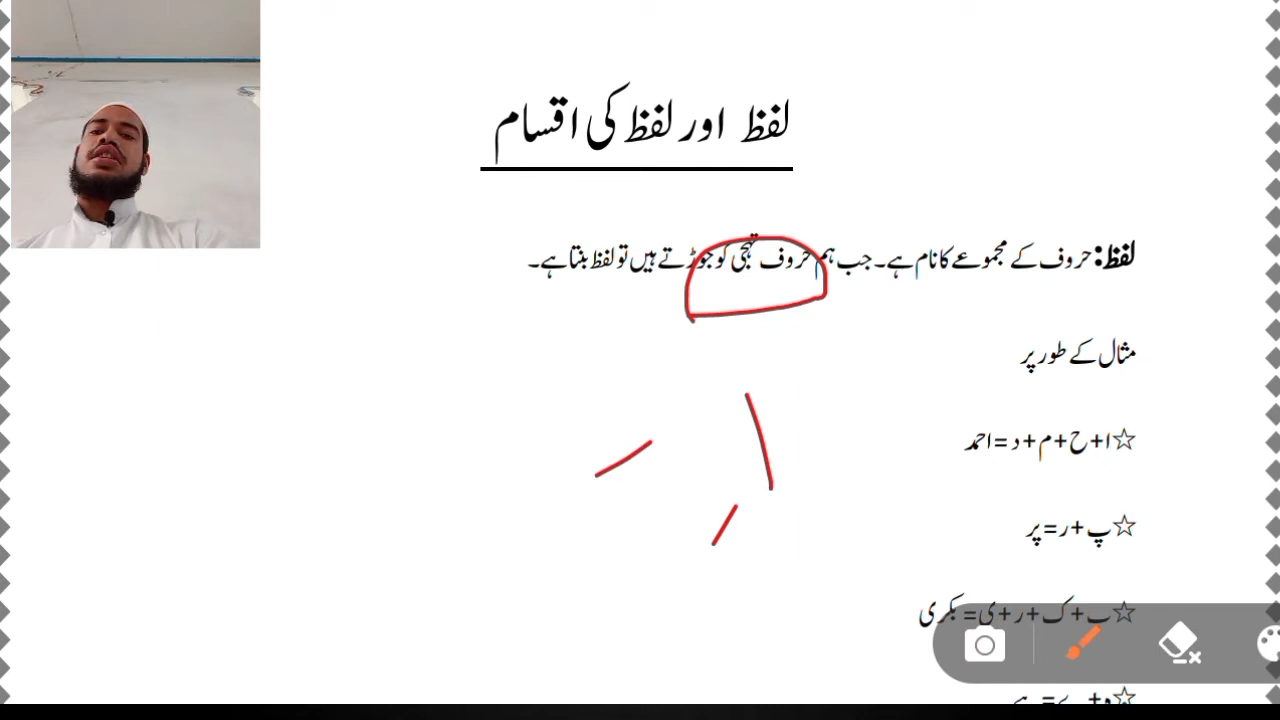 لفظ اور لفظ کی اقسام
لفظ: حروف کے مجموعے کا نام ہے۔ جب ہم حروف تہجی کو جوڑتے ہیں تو لفظ بنتا ہے۔
مثال کے طور پر
☆ا+ح+م+د=احمد
☆پ+ر=پر
☆ب+ک+ر+ی=بکری